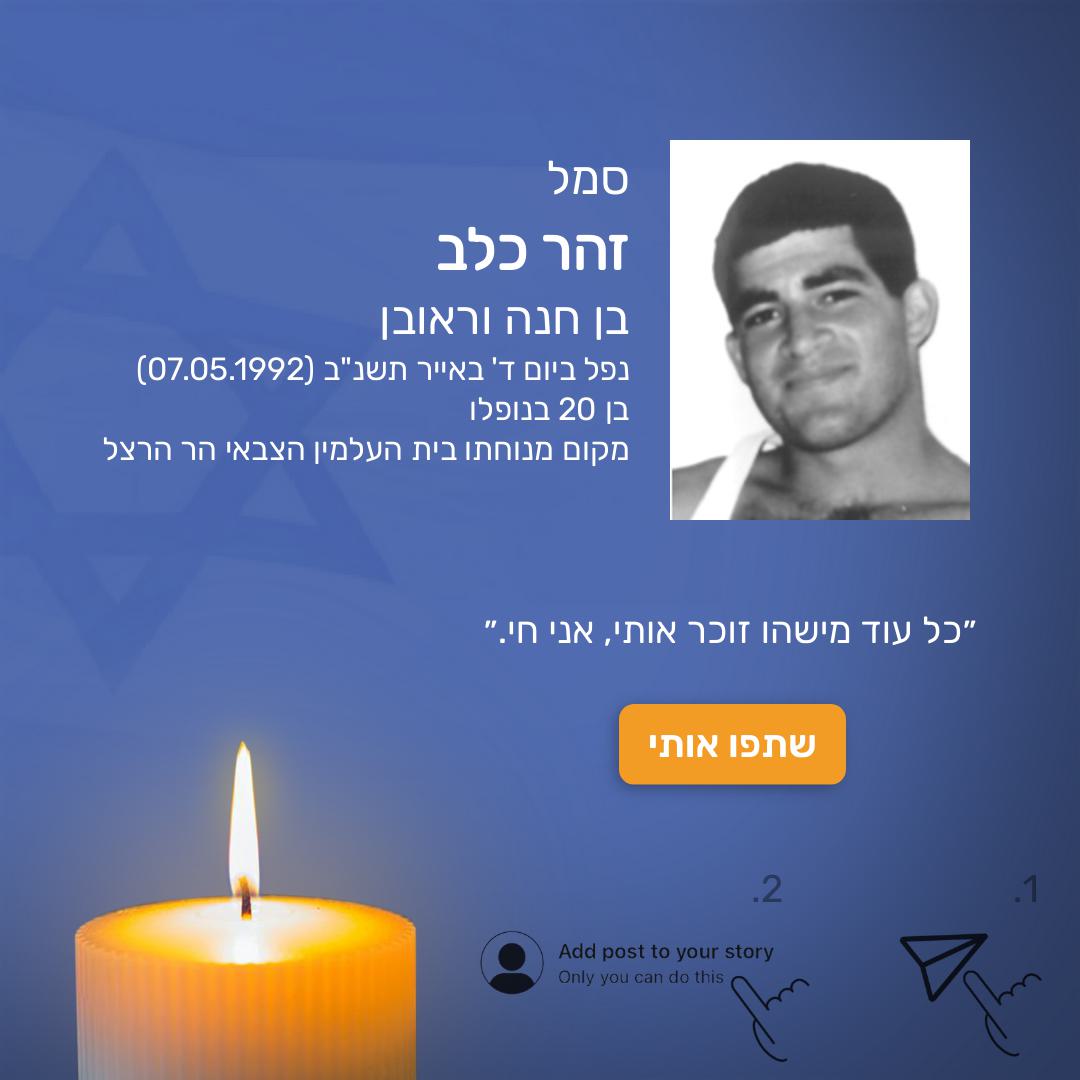 סמל
זהר כלב
בן חנה וראובן
נפל ביום ד' באייר תשנ"ב (07.05.1992)
בן 20 בנופלו
מקום מנוחתו בית העלמין הצבאי הר הרצל
״כל עוד מישהו זוכר אותי, אני חי.״
שתפו אותי
.1
.2
Add post to your story
Only you can do this